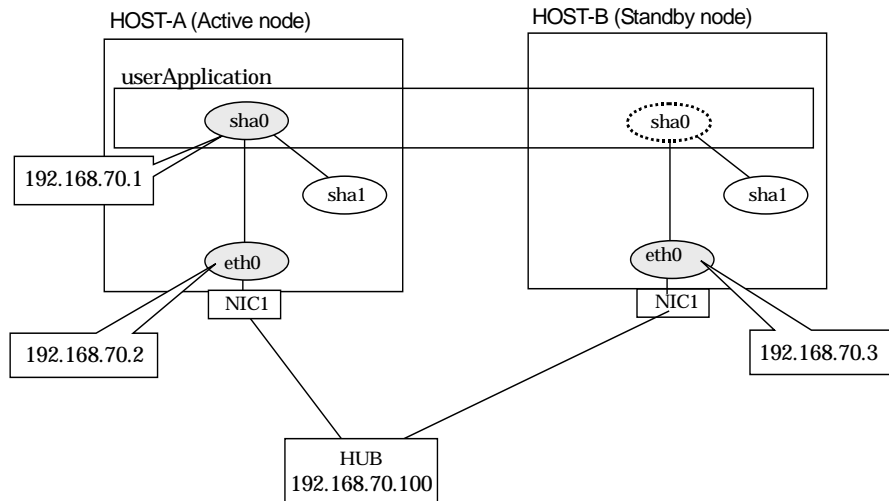 HOST-A (Active node)
HOST-B (Standby node)
userApplication
sha0
sha0
192.168.70.1
sha1
sha1
eth0
eth0
NIC1
NIC1
192.168.70.2
192.168.70.3
HUB
192.168.70.100